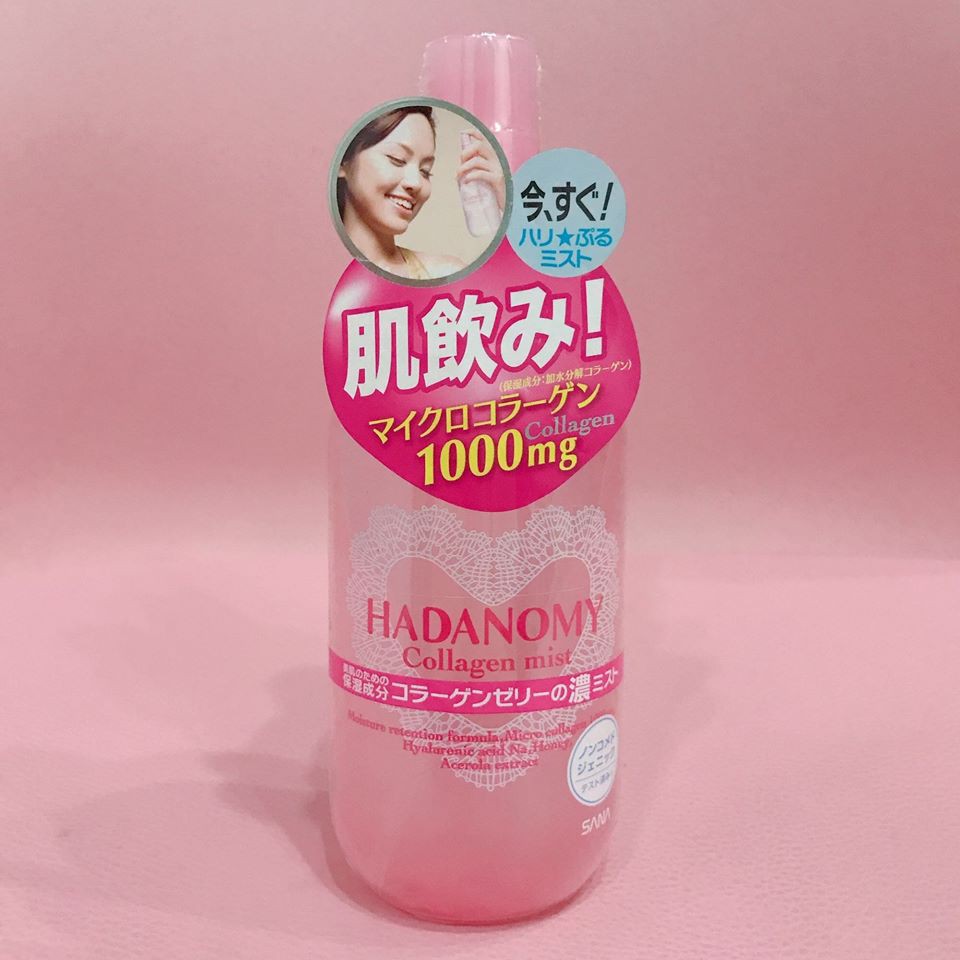 今、すぐ!
ハリ★ぷる
ミスト
肌飲み!
(保湿成分:加水分解コラーゲン)
マイクロコラーゲン
Collagen
1000mg
HADANOMY
Collagen mist
美肌のための
保湿成分 コラーゲンゼリーの濃ミスト
Moisture retention formula, Micro collagen
Hyaluronic acid Na, Honey,
Acerola extract
ノンコメド
ジェニック
テスト済み
SANA